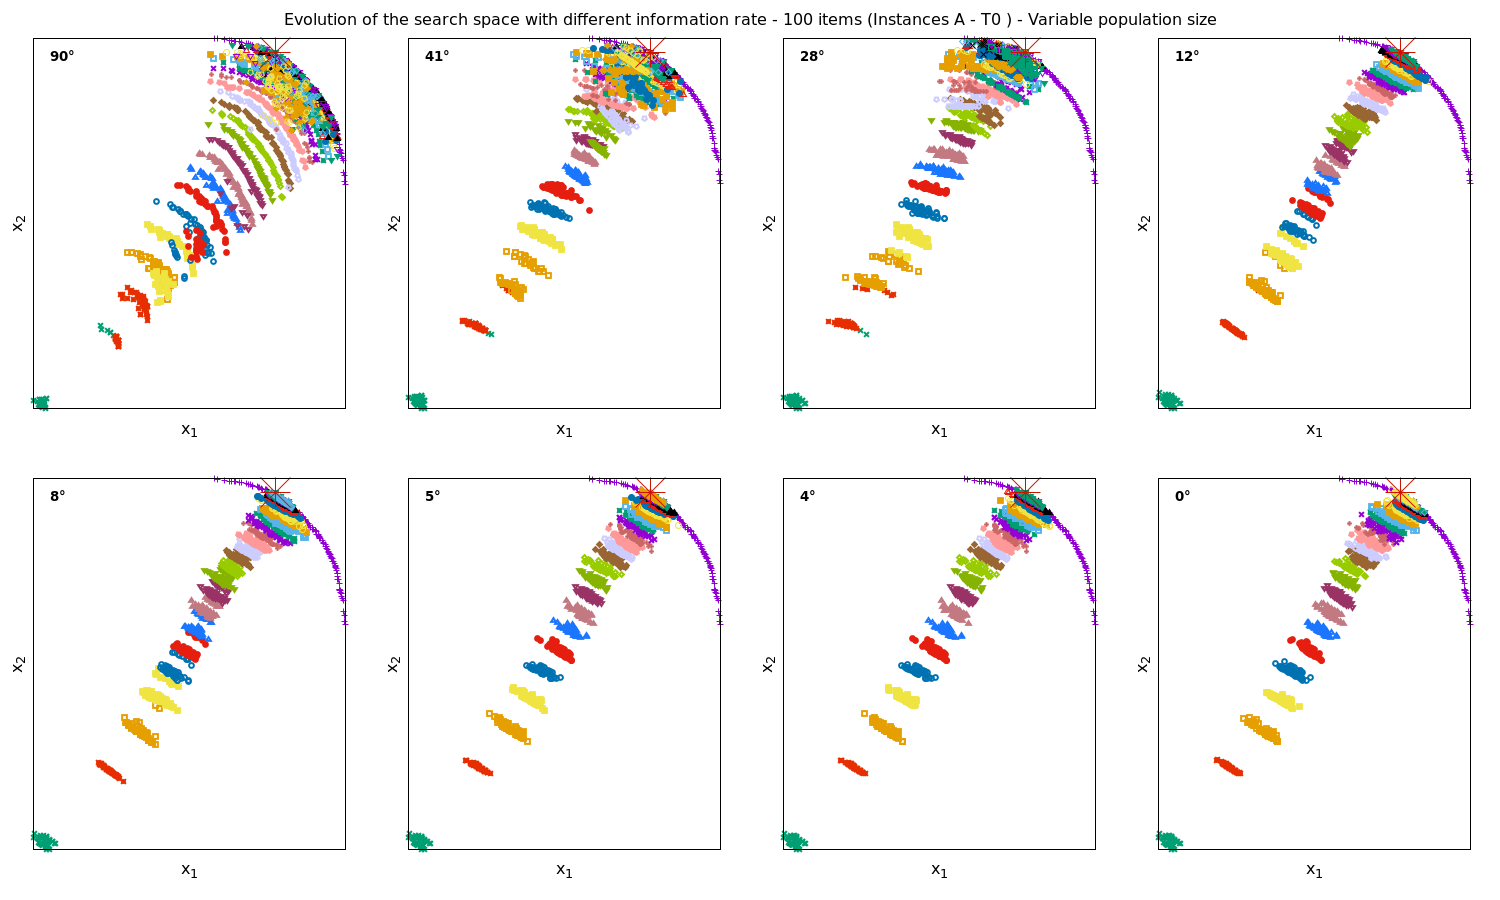 Evolution of the search space with different information rate - 100 items (Instances A - T0 ) - Variable population size
90°
41°
28°
12°
x2
x2
x2
x2
x1
x1
x1
x1
8°
5°
4°
0°
x2
x2
x2
x2
x1
x1
x1
x1